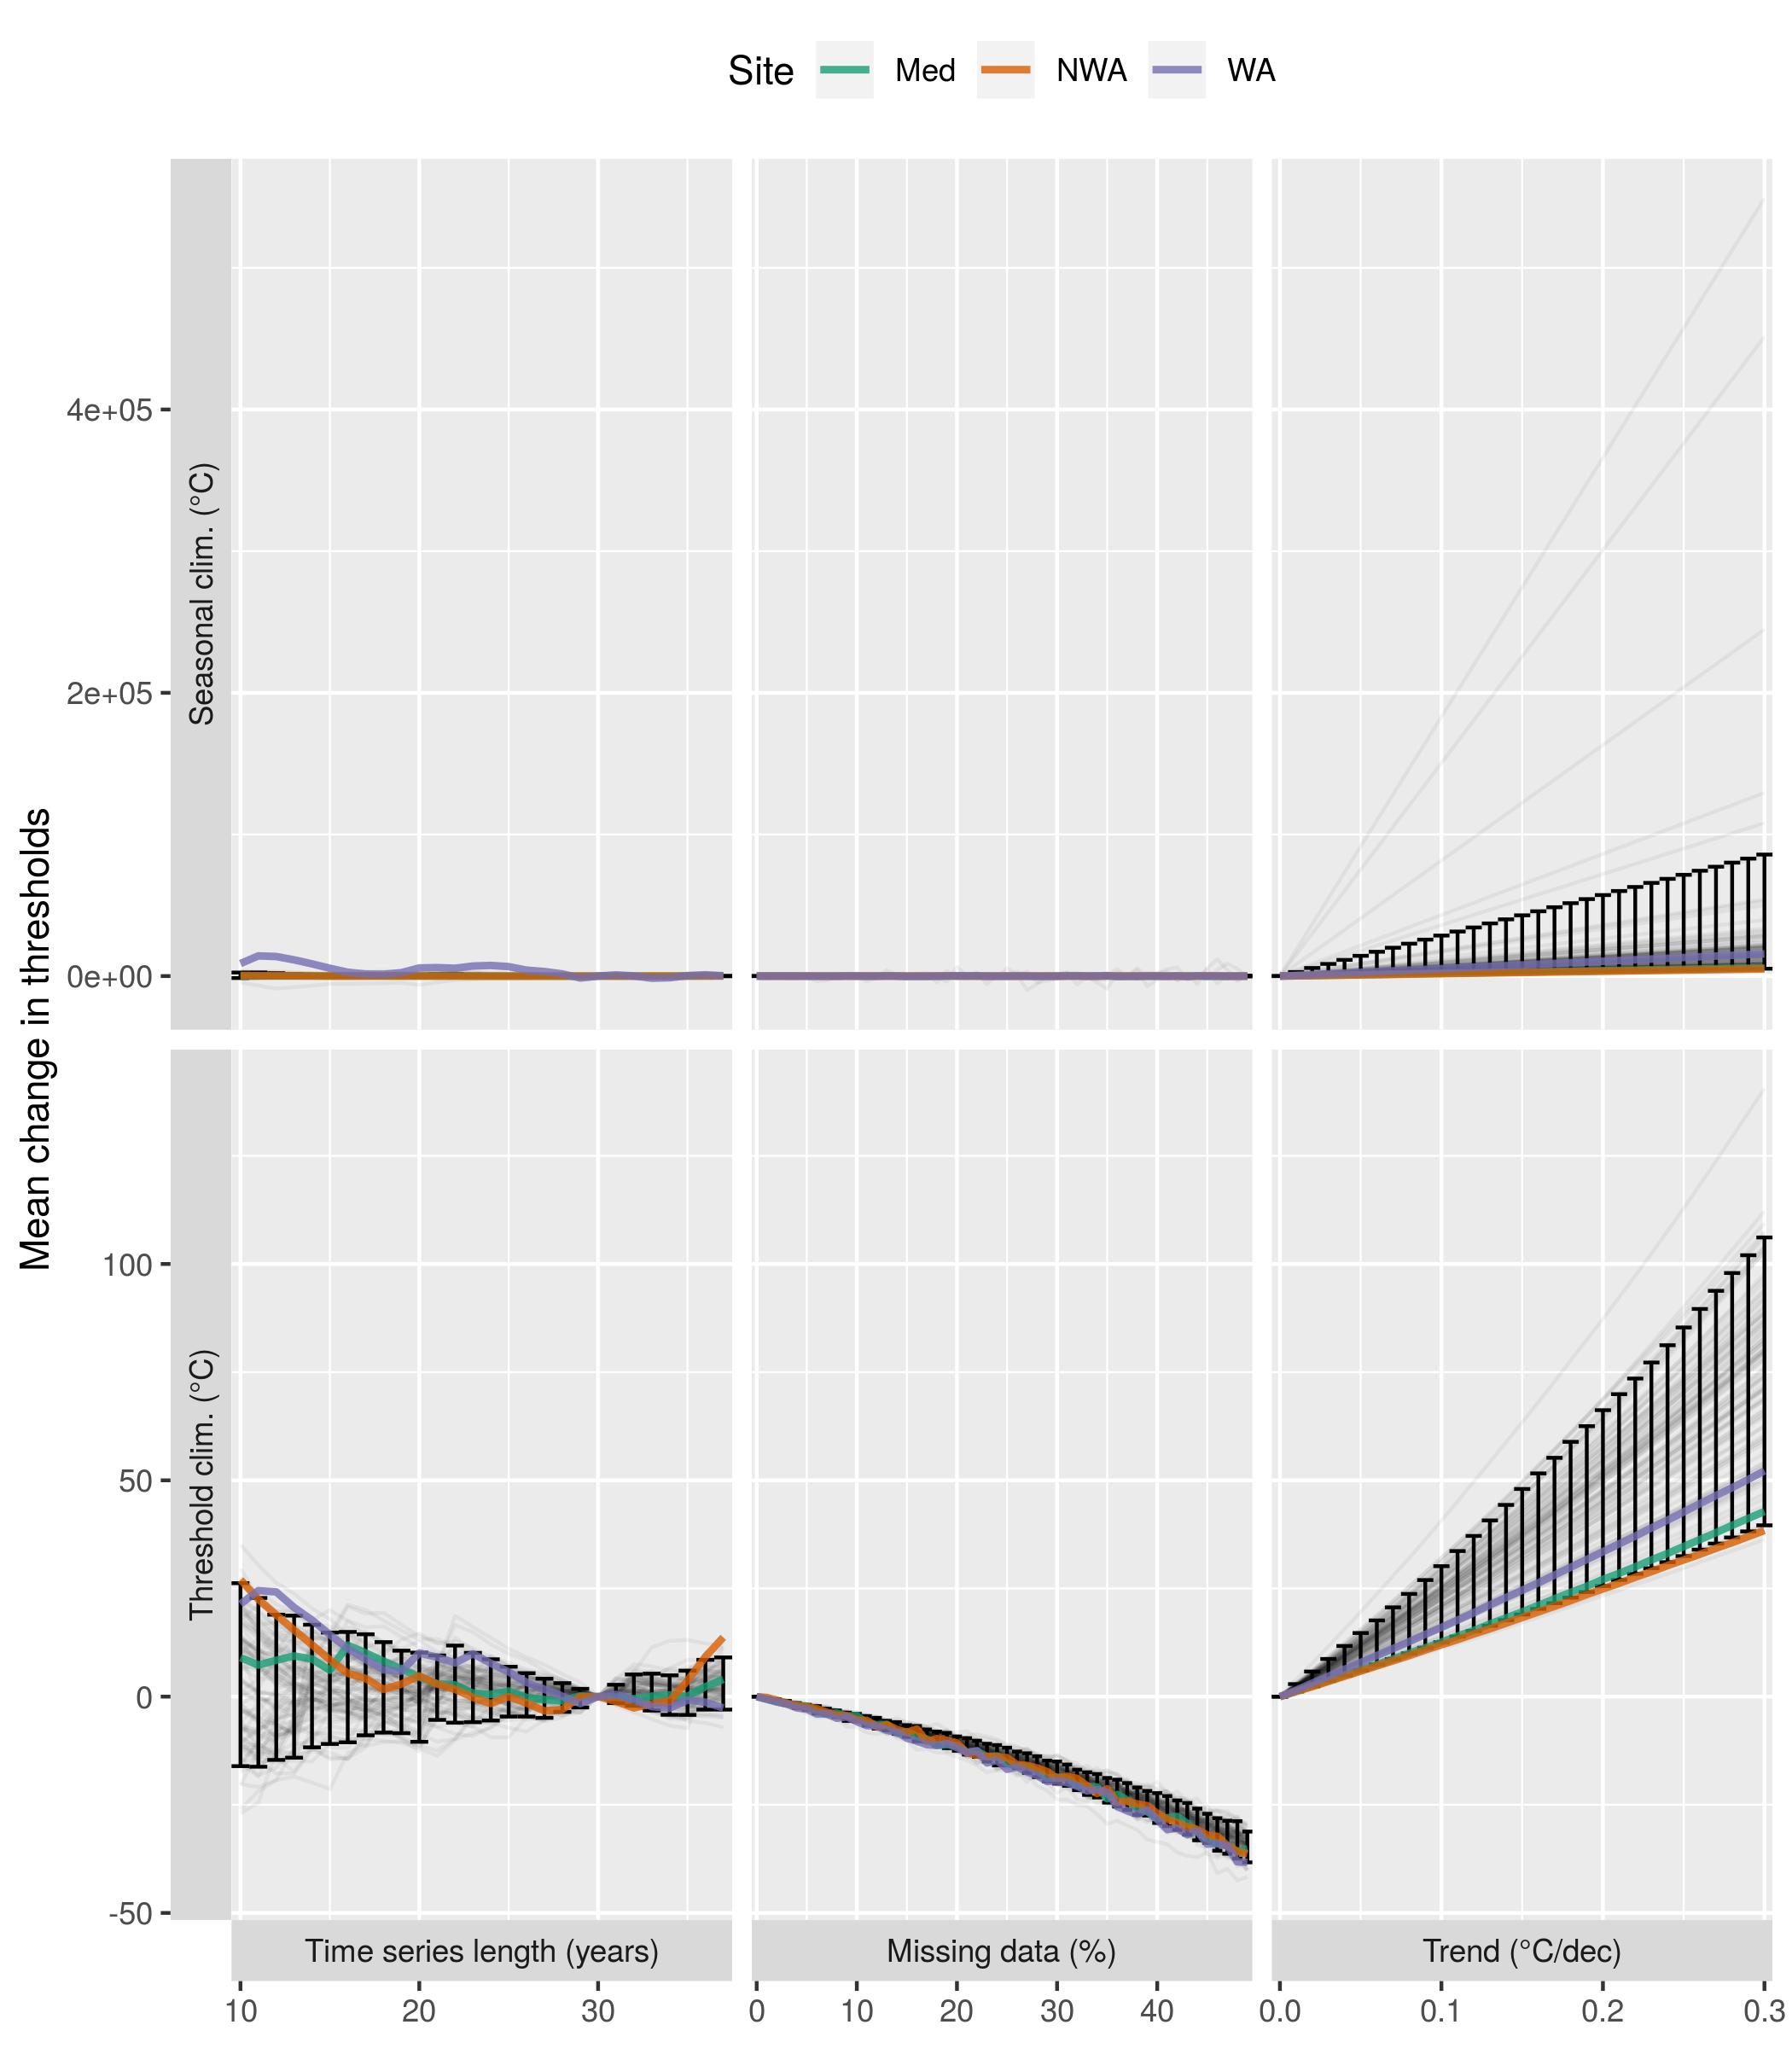 Site Med NWA WA
Mean change in thresholds
Seasonal clim. (°C)
4e+05
2e+05
0e+00
Threshold clim. (°C)
100
50
0
-50
Time series length (years) Missing data (%) Trend (°C/dec)
10 20 30 0 10 20 30 40 0.0 0.1 0.2 0.3